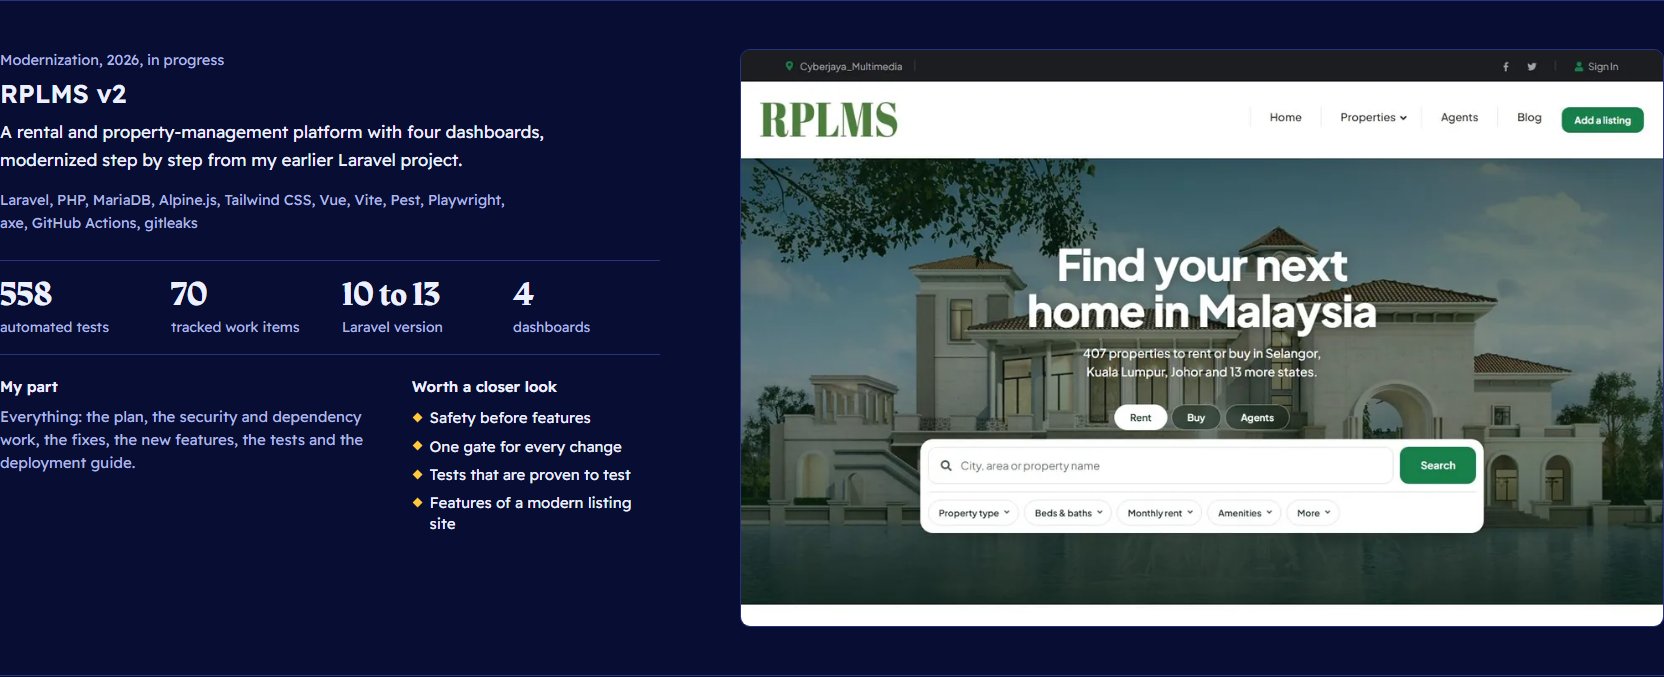 Modernization, 2026, in progress
RPLMS v2
A rental and property-management platform with four dashboards,
modernized step by step from my earlier Laravel project.
Laravel, PHP, MariaDB, Alpine.js, Tailwind CSS, Vue, Vite, Pest, Playwright,
axe, GitHub Actions, gitleaks
558
automated tests
70
tracked work items
10 to 13
Laravel version
4
dashboards
My part
Everything: the plan, the security and dependency
work, the fixes, the new features, the tests and the
deployment guide.
Worth a closer look
Safety before features
One gate for every change
Tests that are proven to test
Features of a modern listing
site
Cyberjaya_Multimedia
Sign In
RPLMS
Home
Properties
Agents
Blog
Add a listing
Find your next
home in Malaysia
407 properties to rent or buy in Selangor,
Kuala Lumpur, Johor and 13 more states.
Rent
Buy
Agents
City, area or property name
Search
Property type
Beds & baths
Monthly rent
Amenities
More